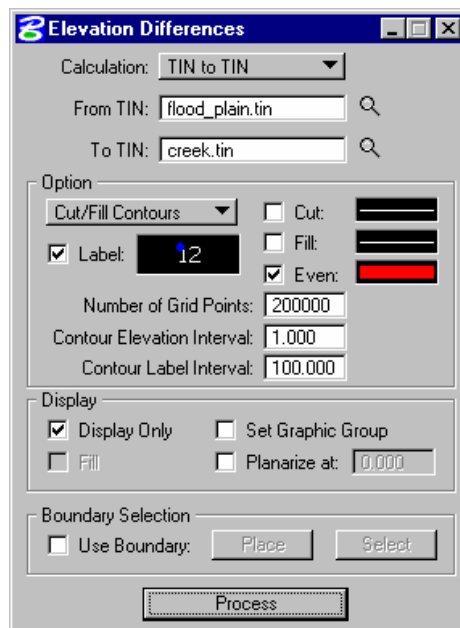 Elevation Differences
Calculation: TIN to TIN
From TIN: flood_plain.tin
To TIN: creek.tin
Option
Cut/Fill Contours
Cut:
Label: 12
Fill:
Even:
Number of Grid Points: 200000
Contour Elevation Interval: 1.000
Contour Label Interval: 100.000
Display
Display Only Set Graphic Group
Fill Planarize at: 0.000
Boundary Selection
Use Boundary: Place Select
Process